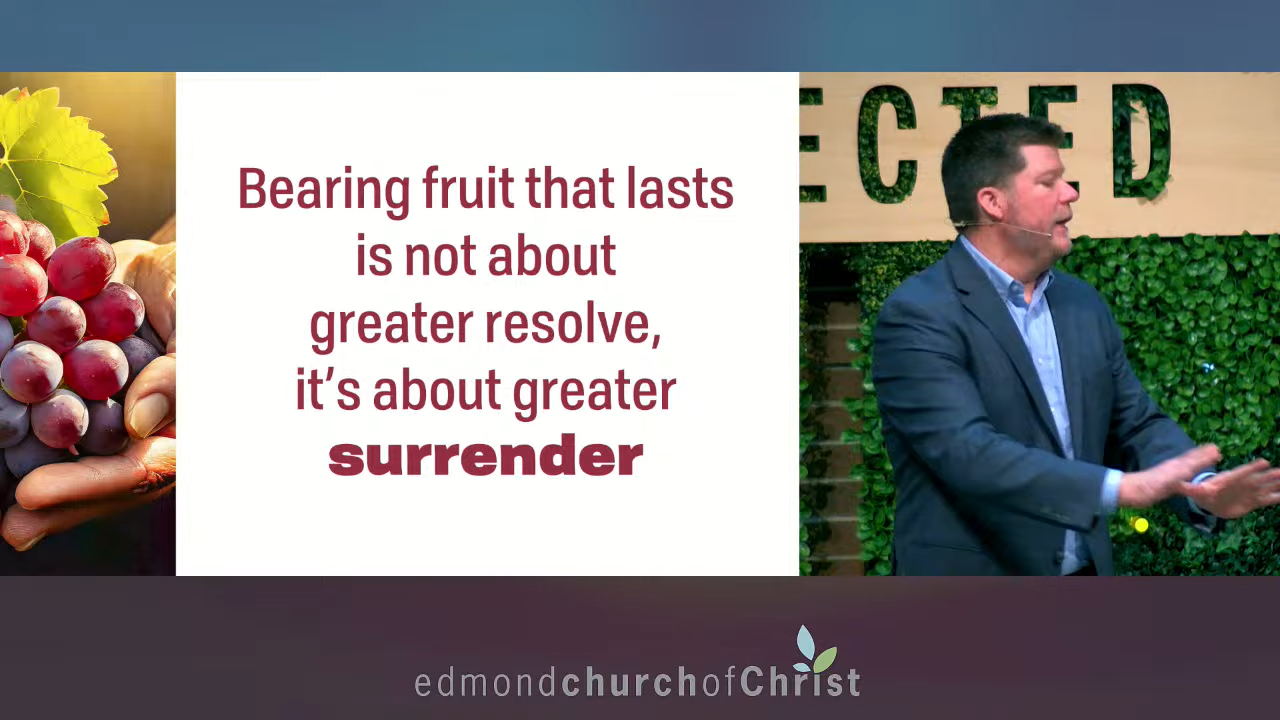 Bearing fruit that lasts
is not about
greater resolve,
it’s about greater
surrender
ECTED
edmondchurchofChrist